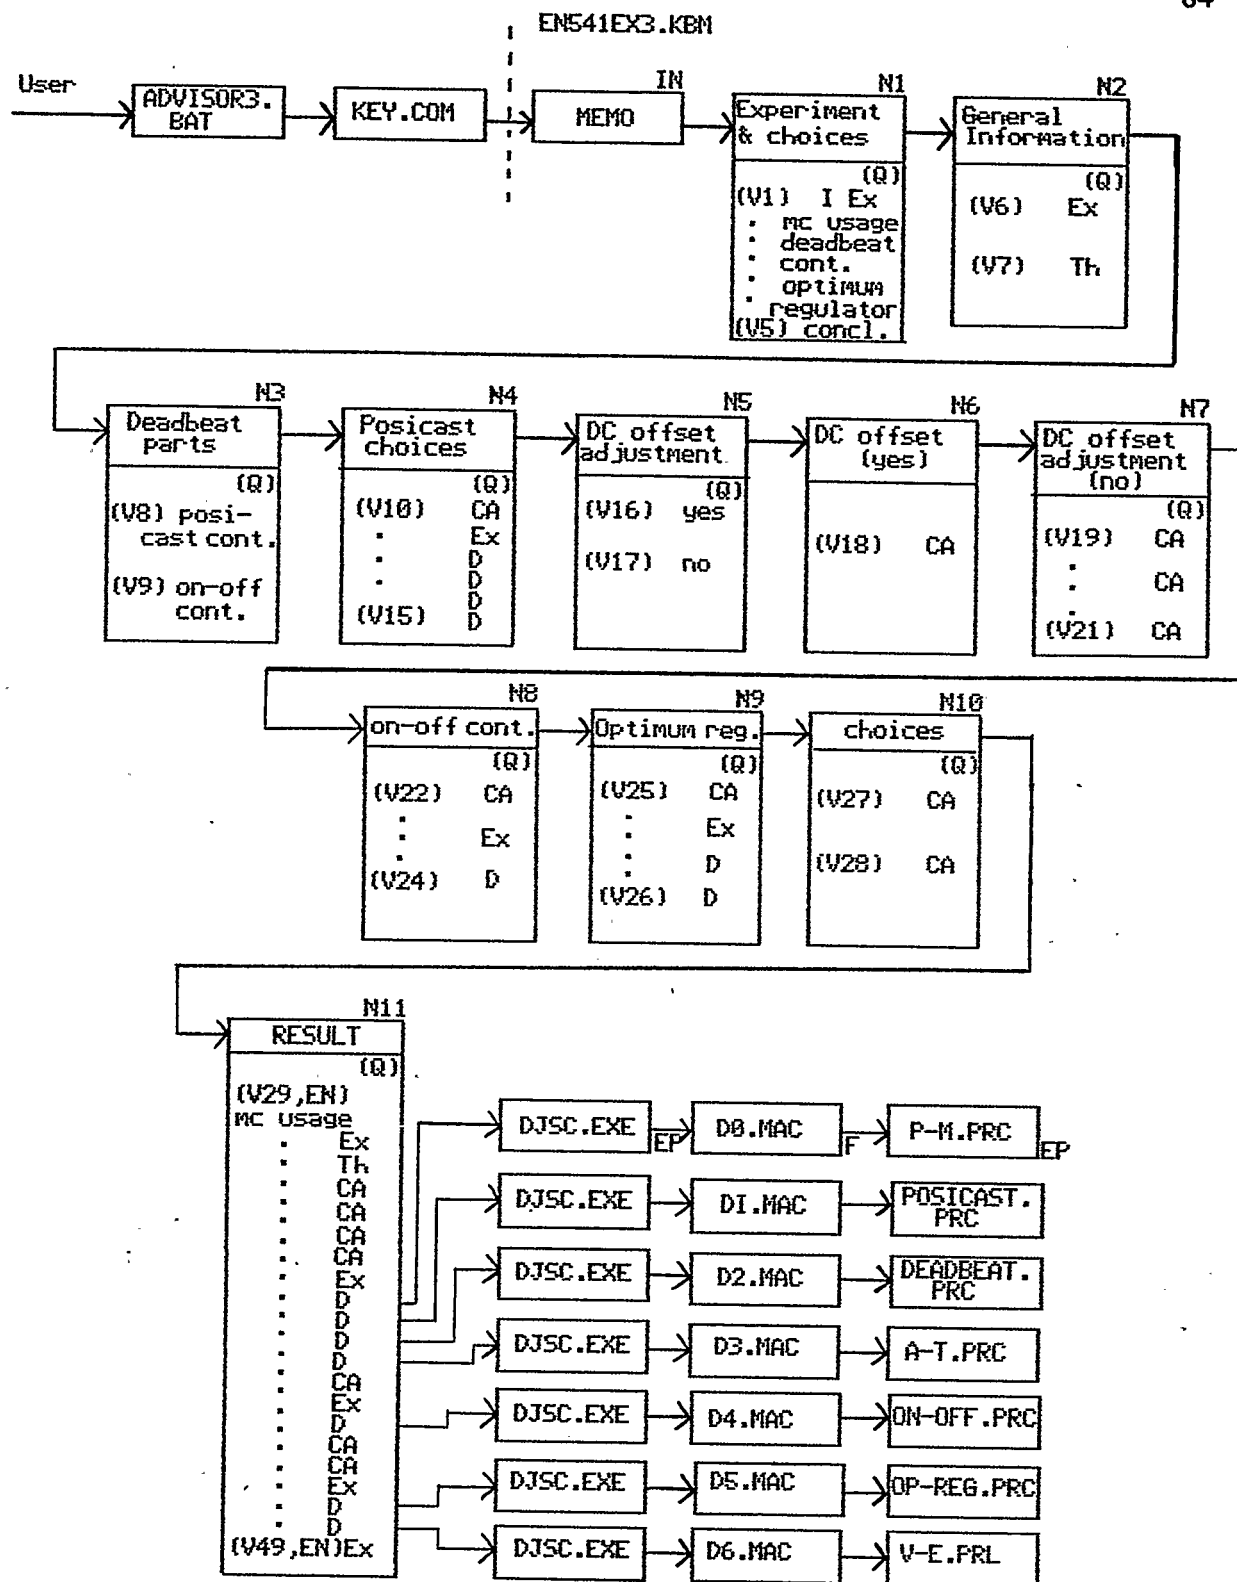 64
EN541EX3.KBM
User
ADVISOR3.
BAT
KEY.COM
IN
MEMO
N1
Experiment
& choices
(Q)
(V1) I Ex
mc usage
deadbeat
cont.
optimum
regulator
(V5) concl.
N2
General
Information
(Q)
(V6) Ex
(V7) Th
N3
Deadbeat
parts
(Q)
(V8) posi-
cast cont.
(V9) on-off
cont.
N4
Posicast
choices
(Q)
(V10) CA
Ex
D
D
D
(V15) D
N5
DC offset
adjustment
(Q)
(V16) yes
(V17) no
N6
DC offset
(yes)
(V18) CA
N7
DC offset
adjustment
(no)
(Q)
(V19) CA
CA
(V21) CA
N8
on-off cont.
(Q)
(V22) CA
Ex
(V24) D
N9
Optimum reg.
(Q)
(V25) CA
Ex
D
(V26) D
N10
choices
(Q)
(V27) CA
(V28) CA
N11
RESULT
(Q)
(V29,EN)
mc usage
Ex
Th
CA
CA
CA
CA
Ex
D
D
D
D
CA
Ex
D
CA
CA
Ex
D
D
(V49,EN)Ex
DJSC.EXE EP D0.MAC F P-M.PRC EP
DJSC.EXE DI.MAC POSICAST.
PRC
DJSC.EXE D2.MAC DEADBEAT.
PRC
DJSC.EXE D3.MAC A-T.PRC
DJSC.EXE D4.MAC ON-OFF.PRC
DJSC.EXE D5.MAC OP-REG.PRC
DJSC.EXE D6.MAC V-E.PRL